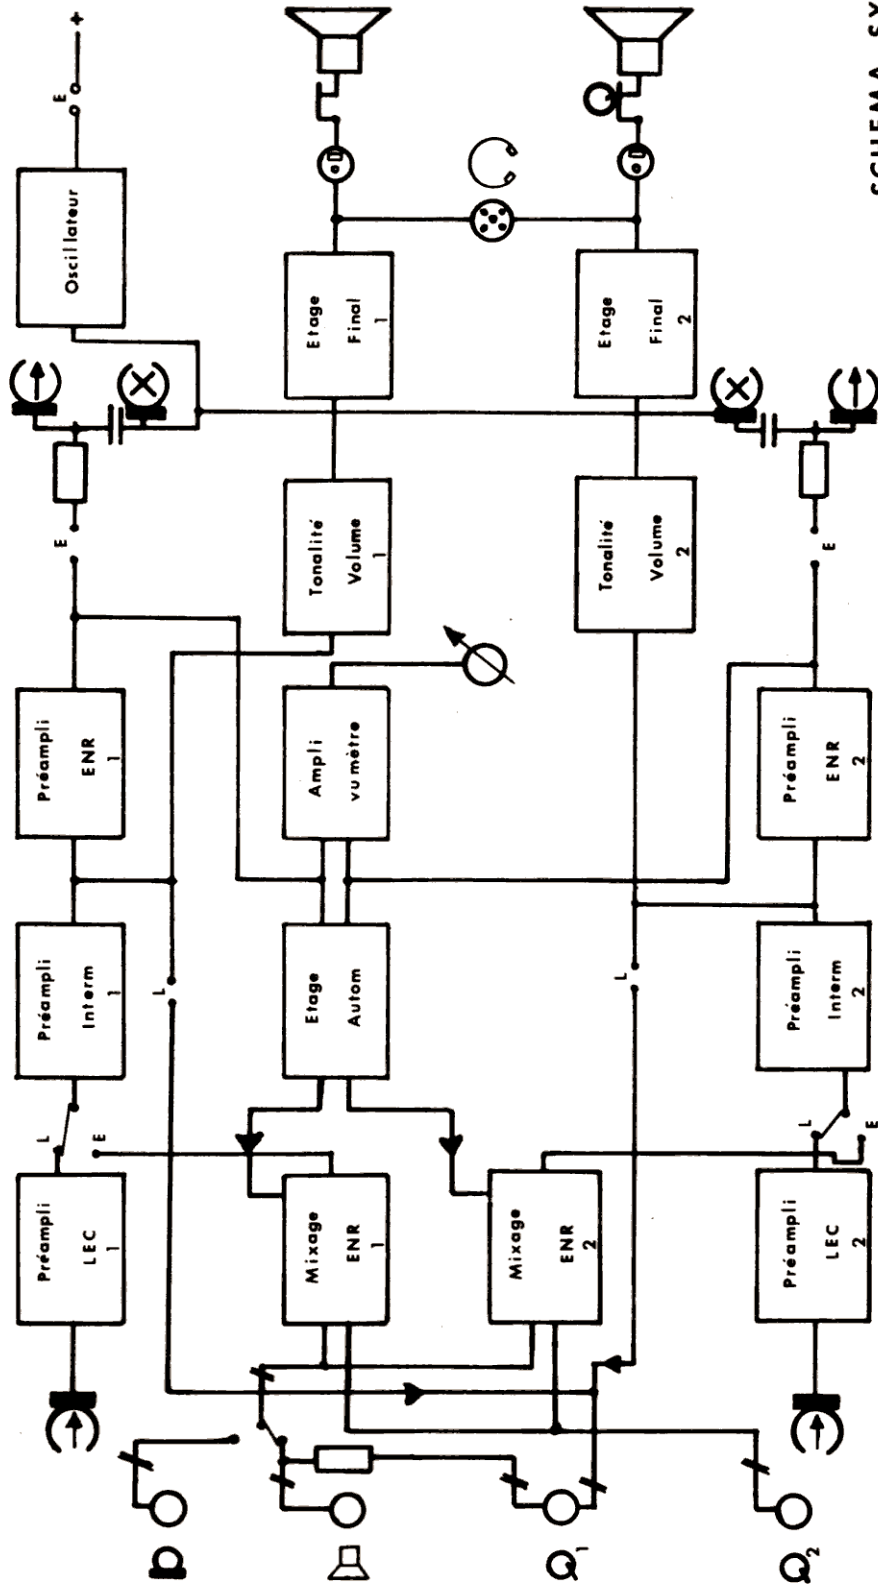 SCHEMA SY
Oscillateur
E
+
E
Préampli
ENR
1
Préampli
Interm
1
L
E
Préampli
LEC
1
Etage
Final
1
Tonalité
Volume
1
Ampli
vumètre
Etage
Autom
Mixage
ENR
1
L
Etage
Final
2
Tonalité
Volume
2
L
Mixage
ENR
2
E
Préampli
ENR
2
Préampli
Interm
2
L
E
Préampli
LEC
2
Q1
Q2